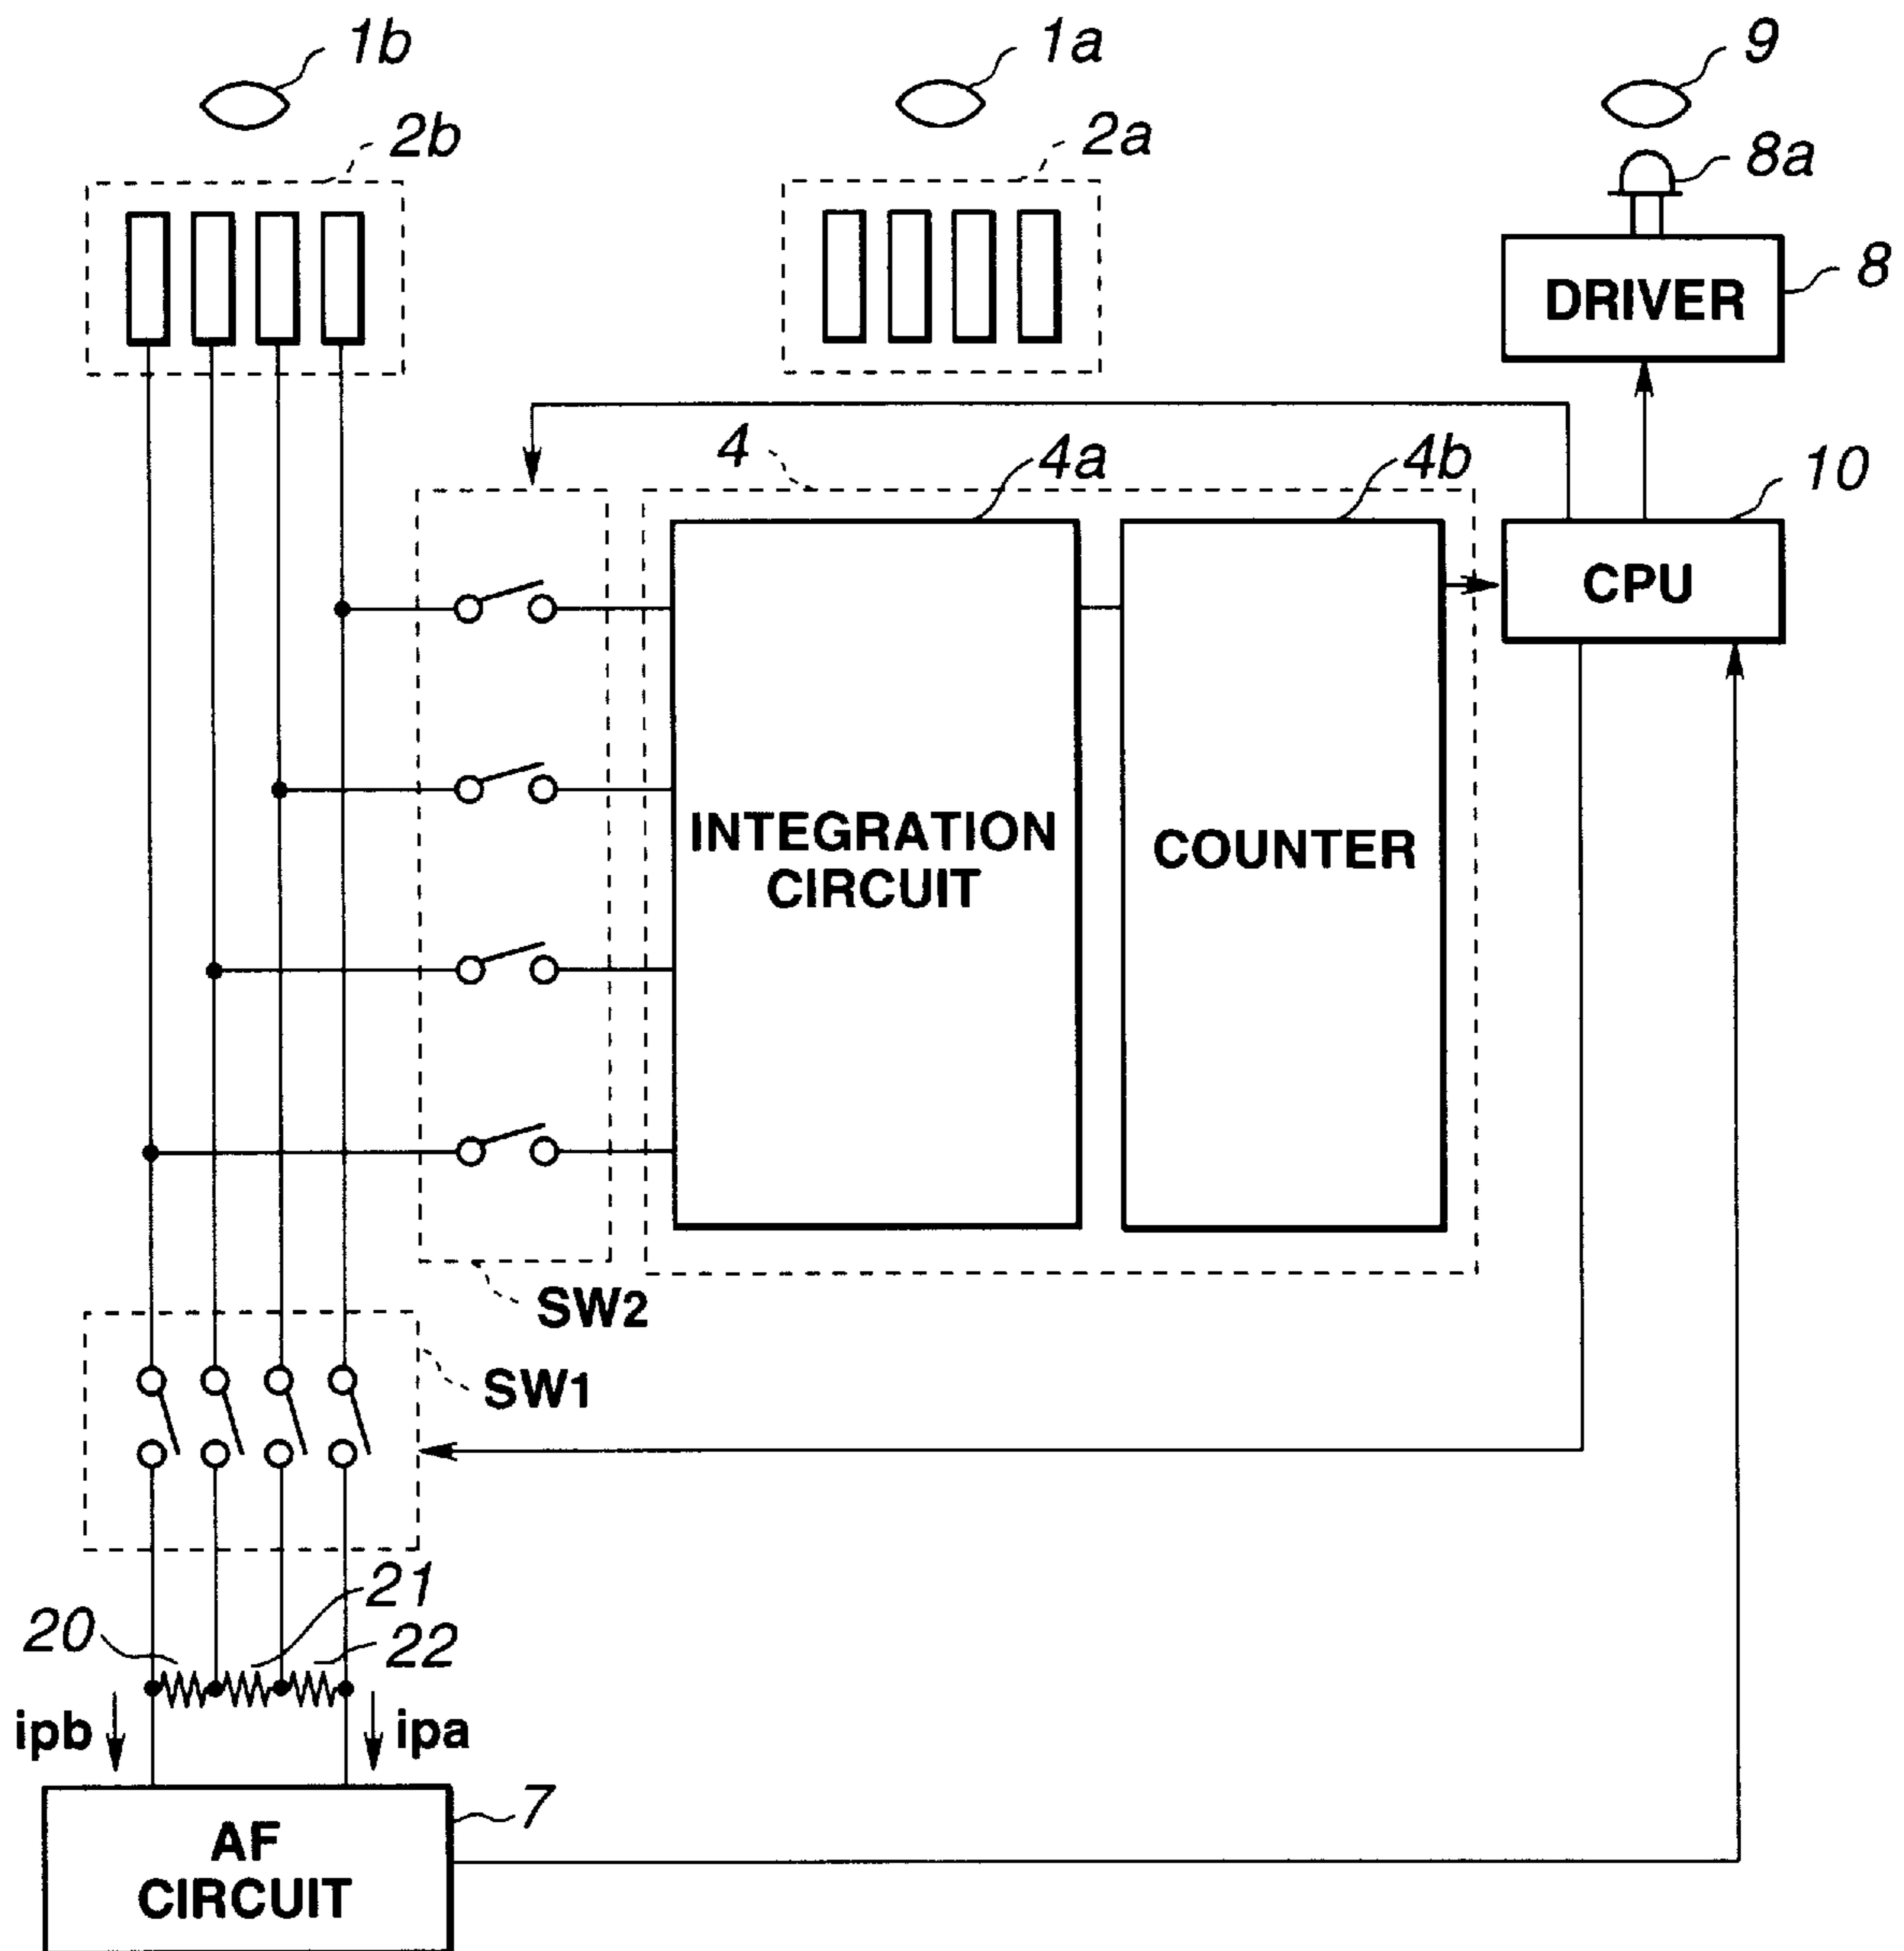 1b
1a
9
2b
2a
8a
DRIVER
8
4
4a
4b
10
CPU
INTEGRATION
CIRCUIT
COUNTER
SW2
SW1
21
20
22
ipb
ipa
7
AF
CIRCUIT